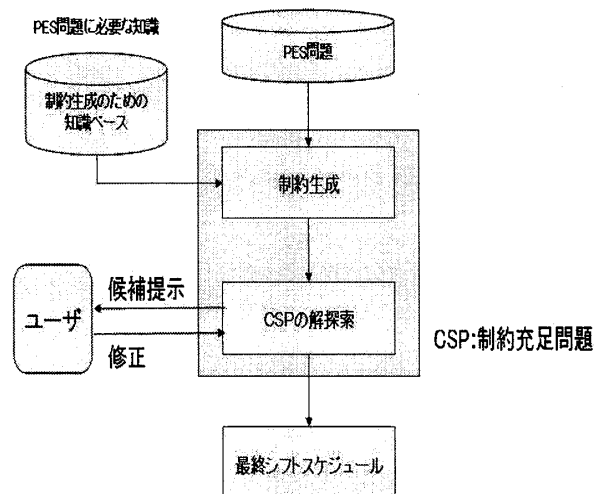 PES問題に必要な知識
PES問題
制約生成のための
知識ベース
制約生成
候補提示
ユーザ
CSPの解探索
修正
CSP:制約充足問題
最終シフトスケジュール